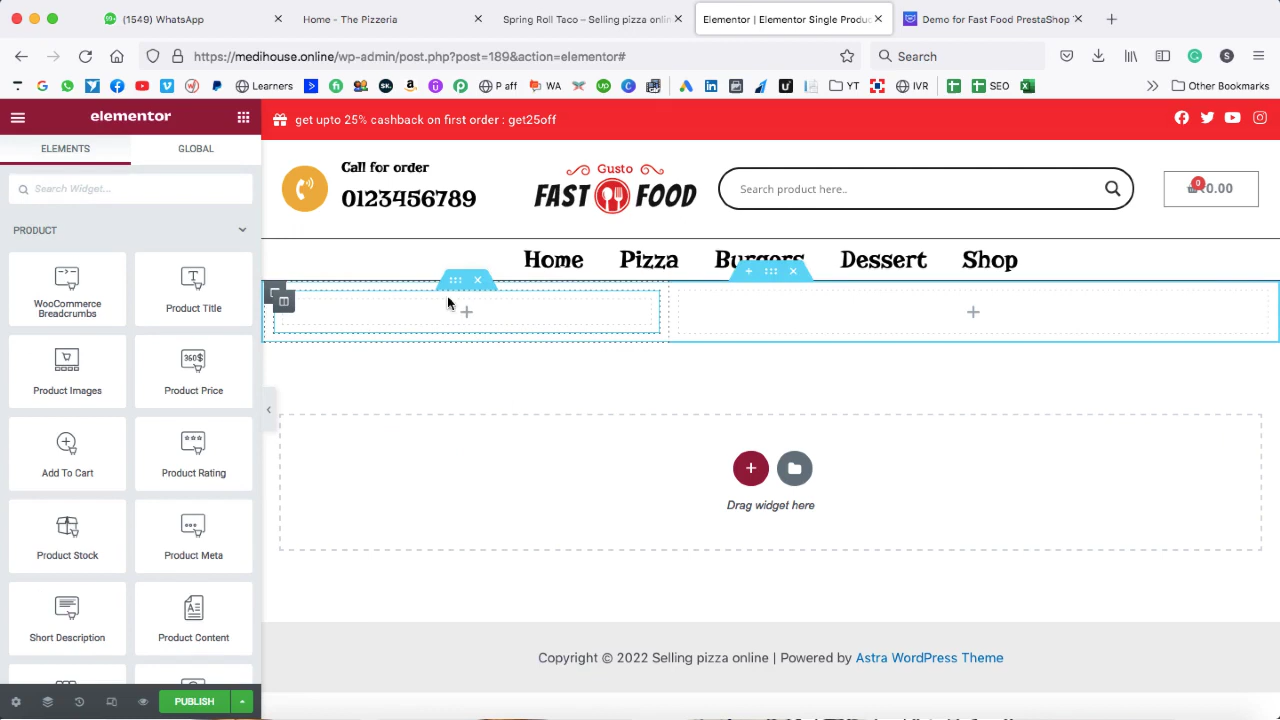 (1549) WhatsApp
Home - The Pizzeria
Spring Roll Taco – Selling pizza onlin
Elementor | Elementor Single Produc
Demo for Fast Food PrestaShop
https://medihouse.online/wp-admin/post.php?post=189&action=elementor#
Search
Learners
P aff
WA
YT
IVR
SEO
Other Bookmarks
elementor
ELEMENTS
GLOBAL
Search Widget...
PRODUCT
WooCommerce
Breadcrumbs
Product Title
Product Images
360$
Product Price
Add To Cart
Product Rating
Product Stock
Product Meta
Short Description
Product Content
PUBLISH
get upto 25% cashback on first order : get25off
Call for order
0123456789
Gusto
FAST FOOD
Search product here..
0
0.00
Home
Pizza
Burgers
Dessert
Shop
Drag widget here
Copyright © 2022 Selling pizza online | Powered by Astra WordPress Theme